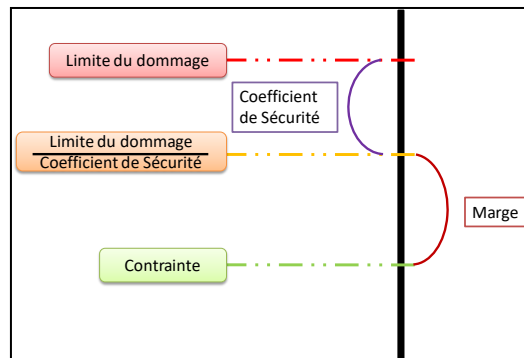 Limite du dommage
Coefficient
de Sécurité
Limite du dommage
Coefficient de Sécurité
Marge
Contrainte